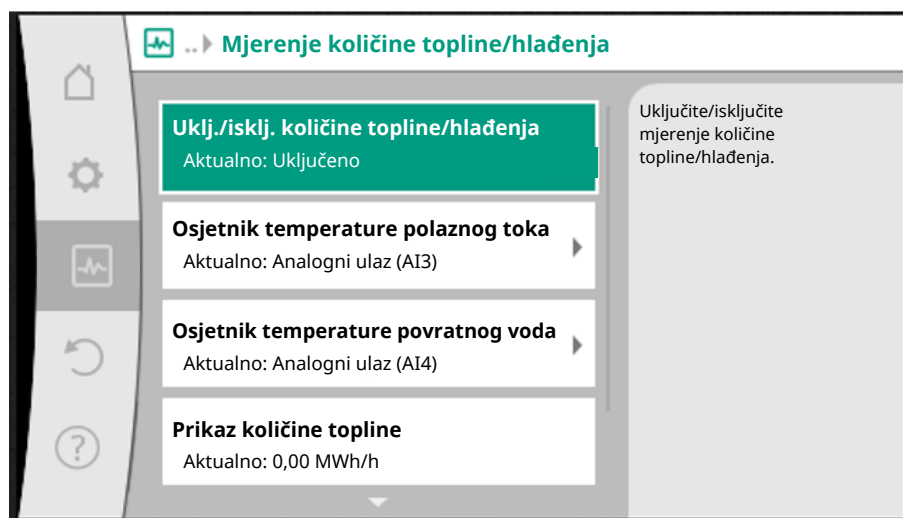 ..
Mjerenje količine topline/hlađenja
Uklj./isklj. količine topline/hlađenja
Aktualno: Uključeno
Osjetnik temperature polaznog toka
Aktualno: Analogni ulaz (AI3)
Osjetnik temperature povratnog voda
Aktualno: Analogni ulaz (AI4)
Prikaz količine topline
Aktualno: 0,00 MWh/h
Uključite/isključite
mjerenje količine
topline/hlađenja.
?